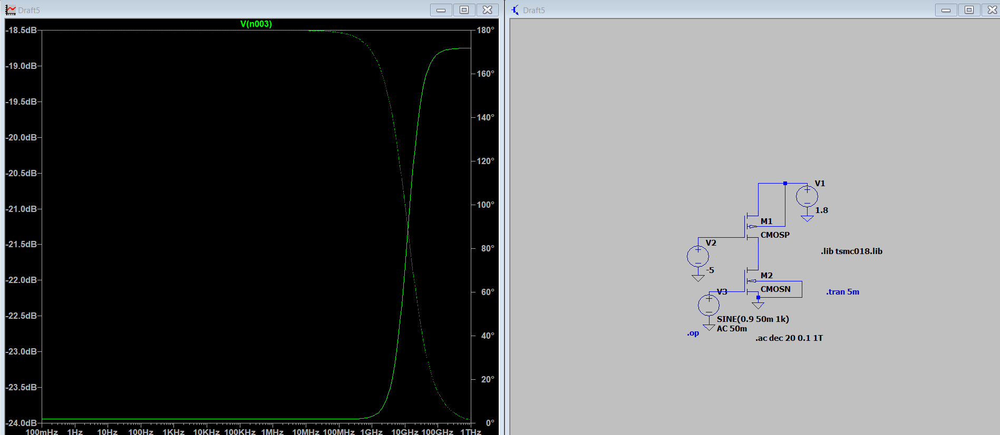 Draft5
V(n003)
-18.5dB
-19.0dB
-19.5dB
-20.0dB
-20.5dB
-21.0dB
-21.5dB
-22.0dB
-22.5dB
-23.0dB
-23.5dB
-24.0dB
180°
160°
140°
120°
100°
80°
60°
40°
20°
0°
100mHz 1Hz 10Hz 100Hz 1KHz 10KHz 100KHz 1MHz 10MHz 100MHz 1GHz 10GHz 100GHz 1THz
Draft5
V1
1.8
M1
CMOSP
V2
-5
.lib tsmc018.lib
M2
CMOSN
V3
.tran 5m
SINE(0.9 50m 1k)
AC 50m
.op
.ac dec 20 0.1 1T